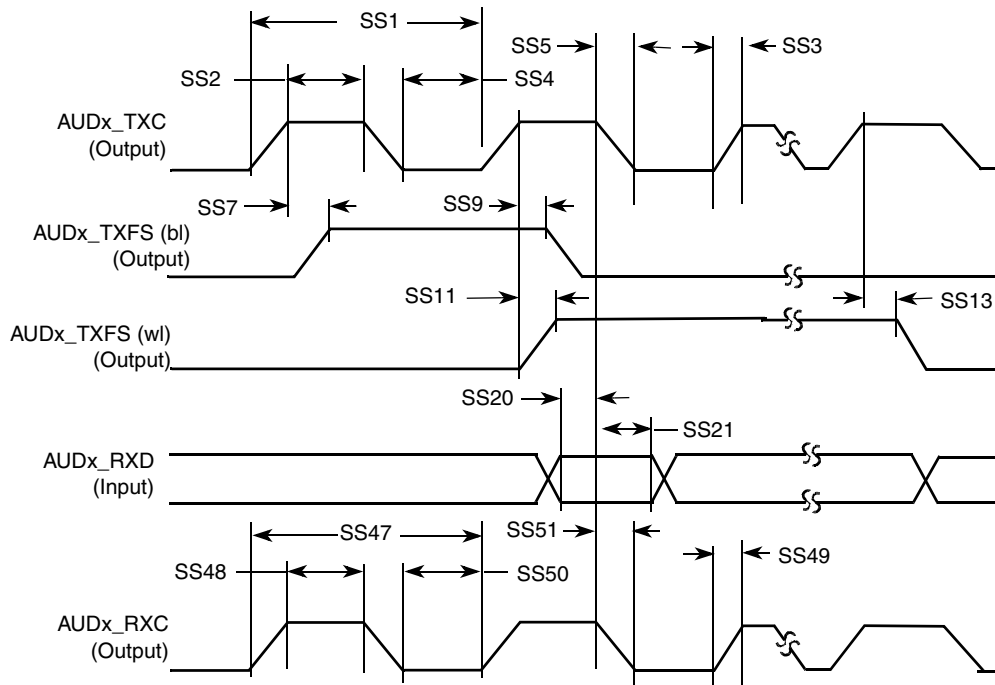 SS1
SS5
SS3
SS2
SS4
AUDx_TXC
(Output)
SS7
SS9
AUDx_TXFS (bl)
(Output)
SS11
SS13
AUDx_TXFS (wl)
(Output)
SS20
SS21
AUDx_RXD
(Input)
SS47
SS51
SS49
SS48
SS50
AUDx_RXC
(Output)